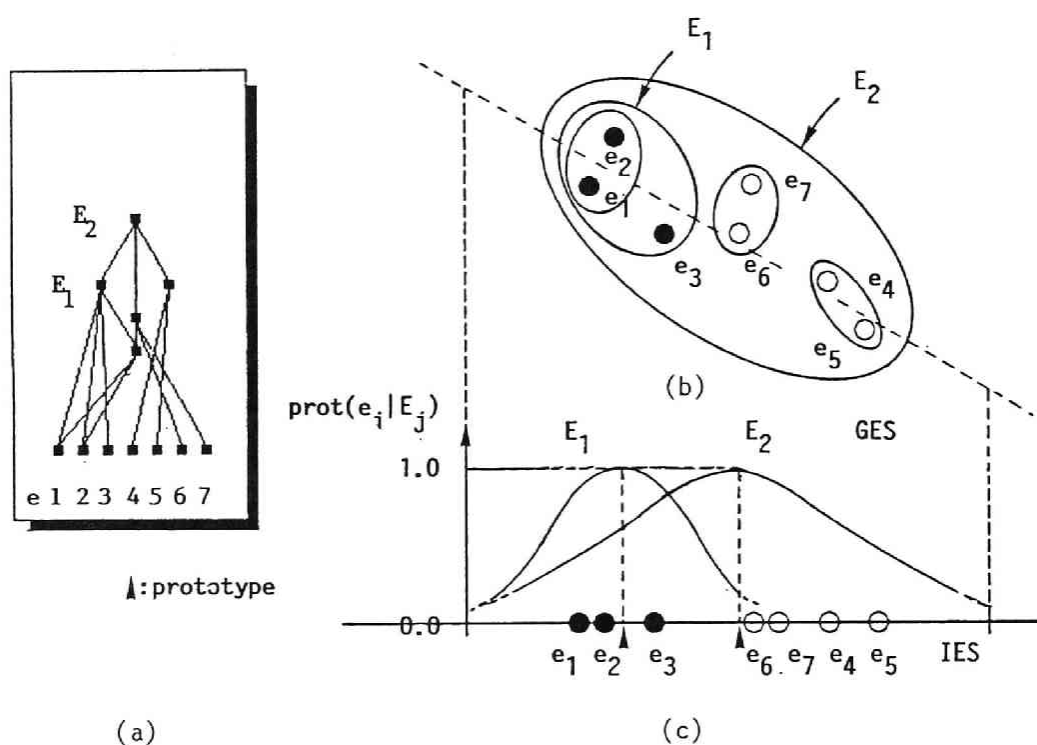 E₂
E₁
e 1 2 3 4 5 6 7
:prototype
(a)
E₁
E₂
e₂
e₁
e₃
e₇
e₆
e₄
e₅
(b)
prot(eᵢ|Eⱼ)
E₁ E₂ GES
1.0
0.0
e₁ e₂ e₃ e₆ e₇ e₄ e₅ IES
(c)